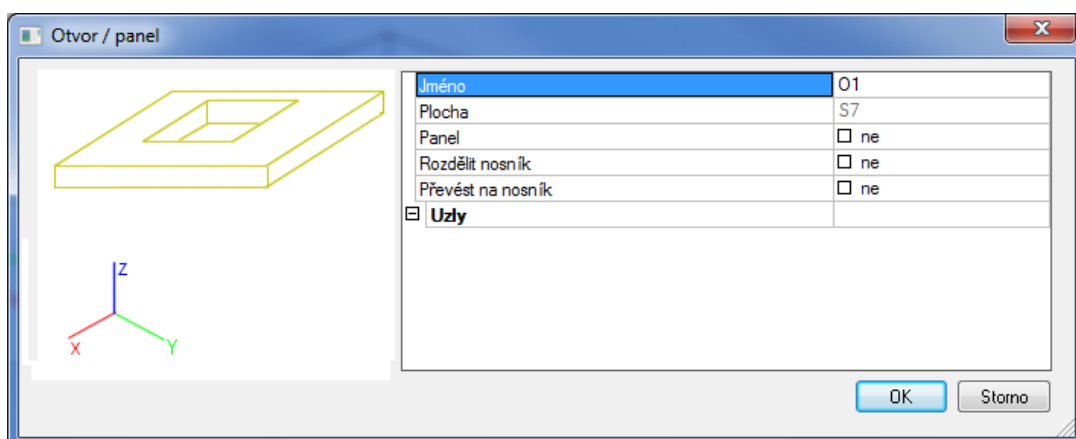 Otvor / panel
Jméno O1
Plocha S7
Panel ne
Rozdělit nosník ne
Převést na nosník ne
Uzly
Z
X Y
OK Storno